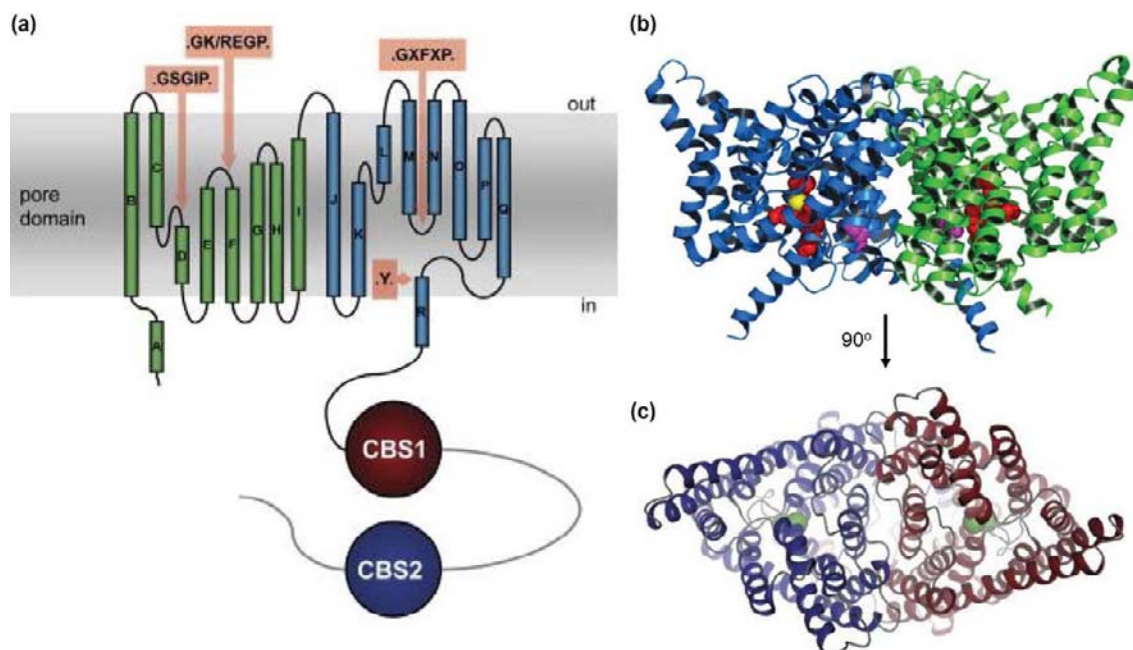 (a)
.GK/REGP.
.GSGIP.
.GXFXP.
out
pore
domain
B
C
D
E
F
G
H
I
J
K
L
M
N
O
P
Q
.Y.
in
R
A
CBS1
CBS2
(b)
90°
(c)